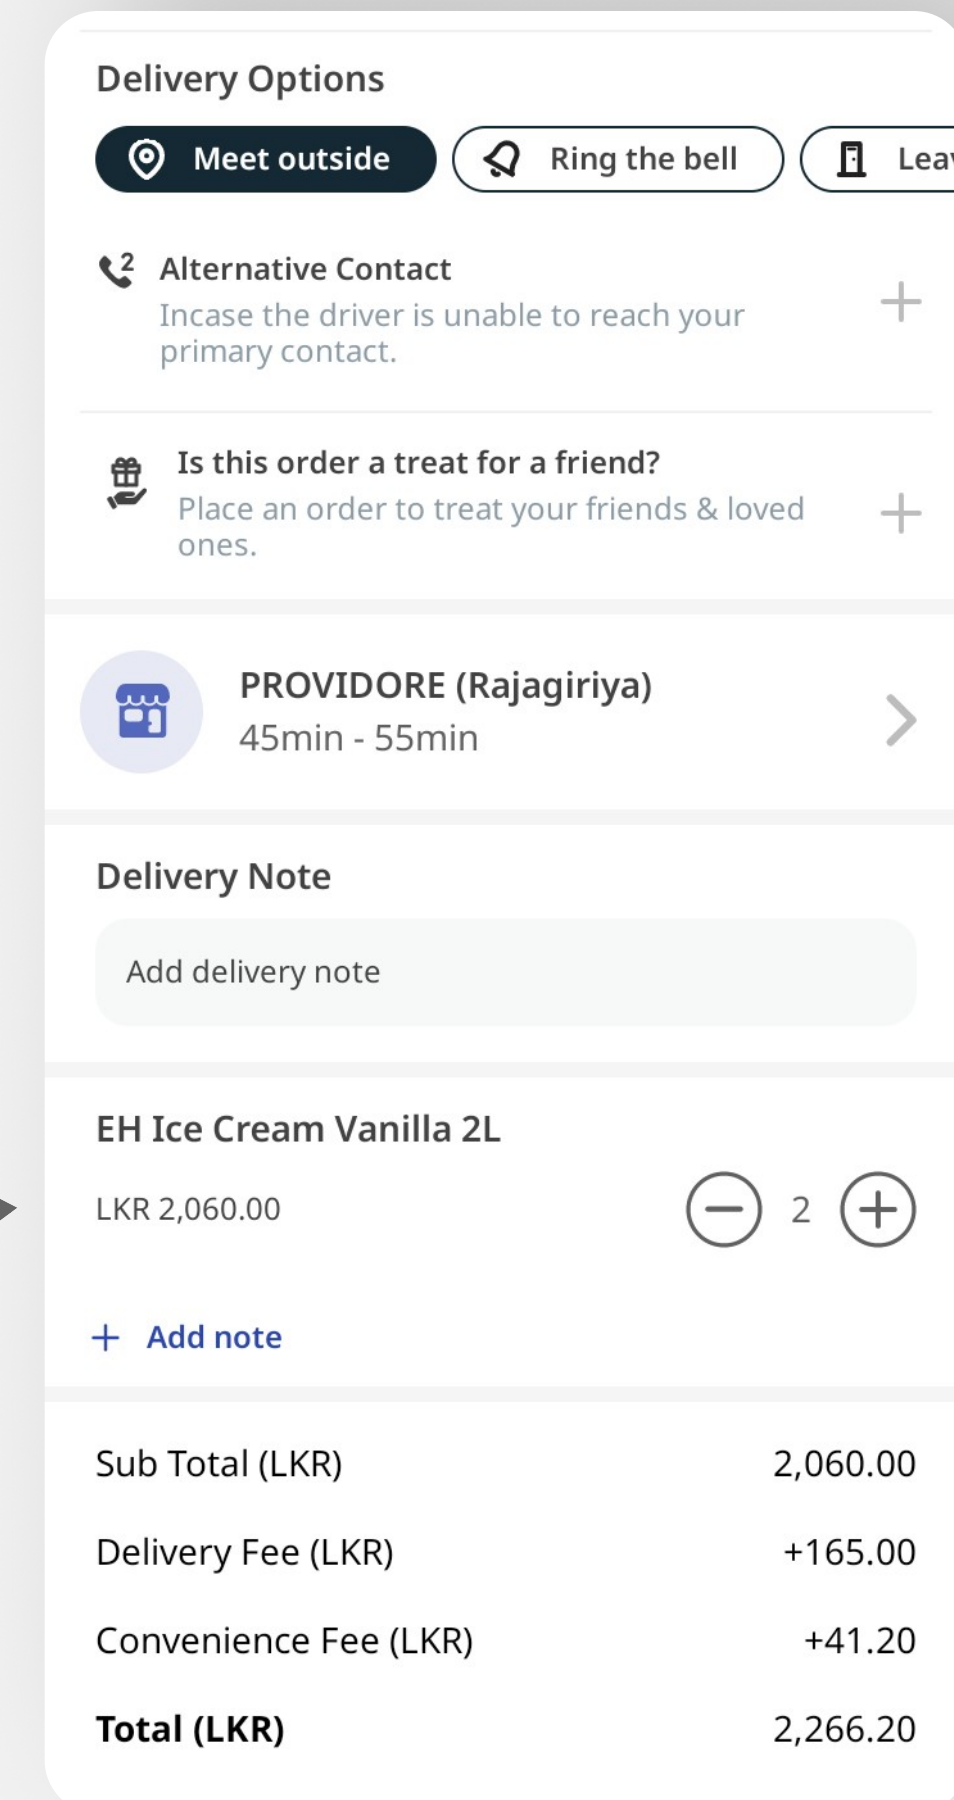 Delivery Options
Meet outside
Ring the bell
2
Alternative Contact
Incase the driver is unable to reach your
primary contact.
Is this order a treat for a friend?
Place an order to treat your friends & loved
ones.
PROVIDORE (Rajagiriya)
45min - 55min
Delivery Note
Add delivery note
EH Ice Cream Vanilla 2L
LKR 2,060.00
2
Add note
Sub Total (LKR) 2,060.00
Delivery Fee (LKR) +165.00
Convenience Fee (LKR) +41.20
Total (LKR) 2,266.20